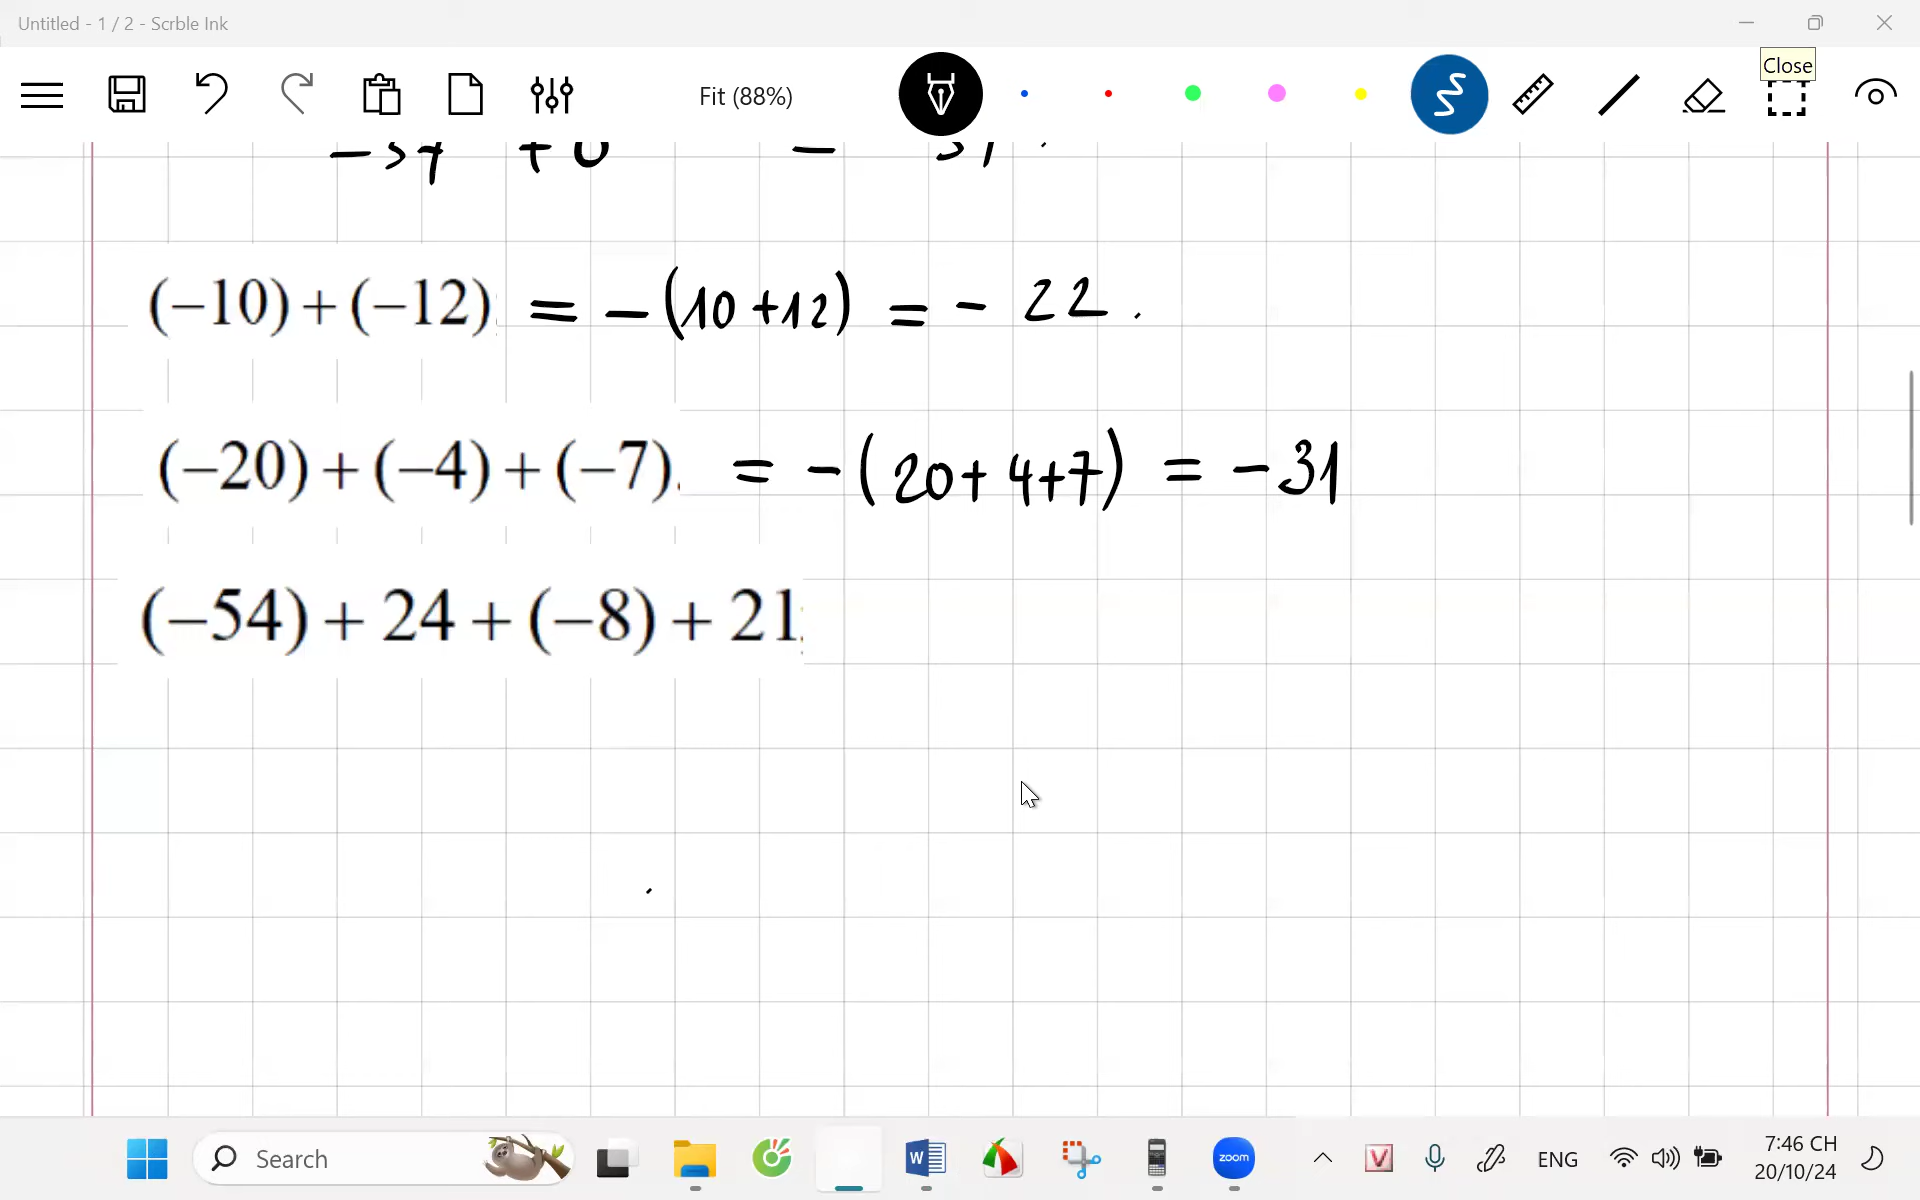 Untitled - 1 / 2 - Scrble Ink
Fit (88%)
Close
(−10) + (−12) = − (10 + 12) = − 22 .
(−20) + (−4) + (−7). = − (20 + 4 + 7) = − 31
(−54) + 24 + (−8) + 21;
Search
W
zoom
V
ENG
7:46 CH
20/10/24